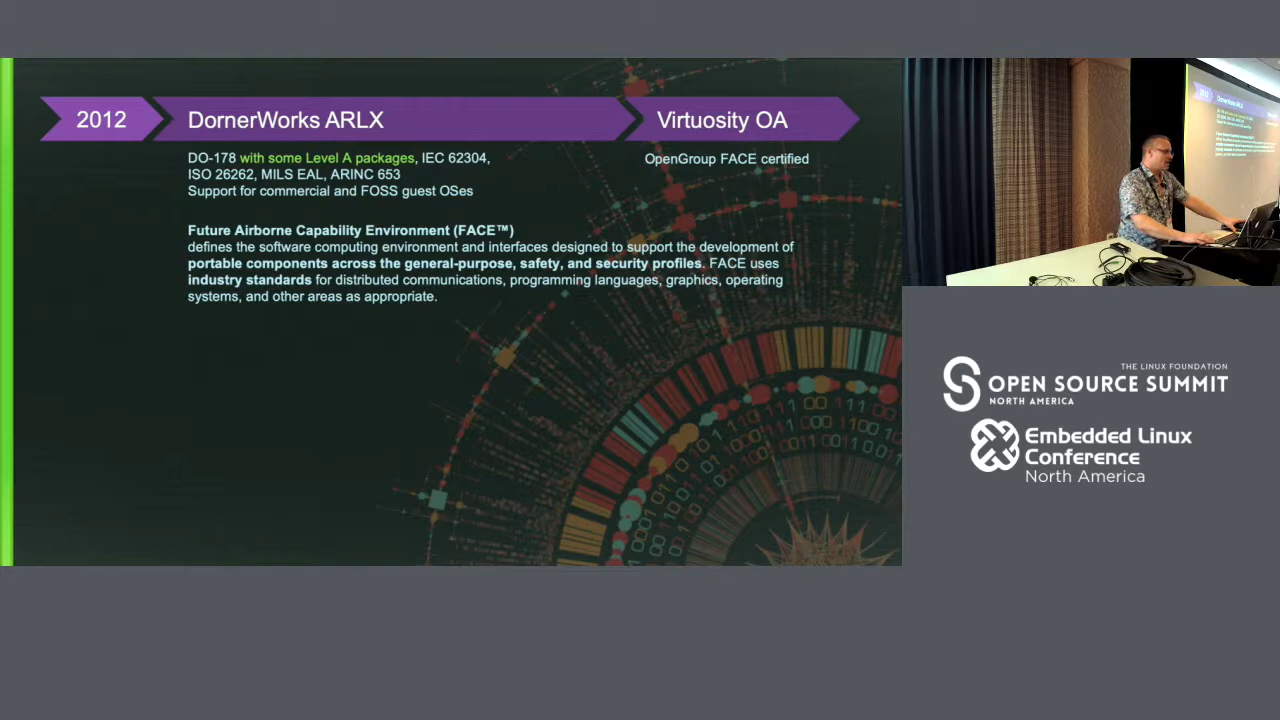 2012
DornerWorks ARLX
Virtuosity OA
DO-178 with some Level A packages, IEC 62304,
ISO 26262, MILS EAL, ARINC 653
Support for commercial and FOSS guest OSes
OpenGroup FACE certified
Future Airborne Capability Environment (FACE™)
defines the software computing environment and interfaces designed to support the development of
portable components across the general-purpose, safety, and security profiles. FACE uses
industry standards for distributed communications, programming languages, graphics, operating
systems, and other areas as appropriate.
THE LINUX FOUNDATION
OPEN SOURCE SUMMIT
NORTH AMERICA
Embedded Linux
Conference
North America